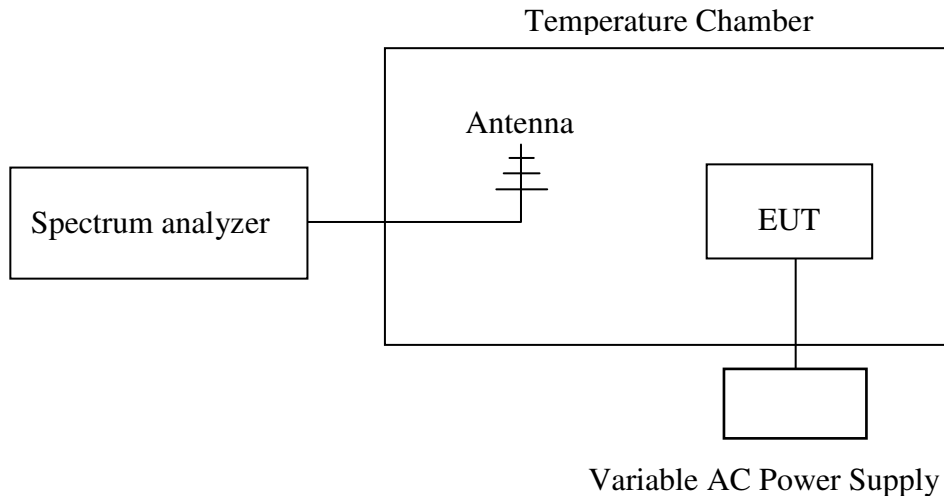 Temperature Chamber
Antenna
Spectrum analyzer
EUT
Variable AC Power Supply